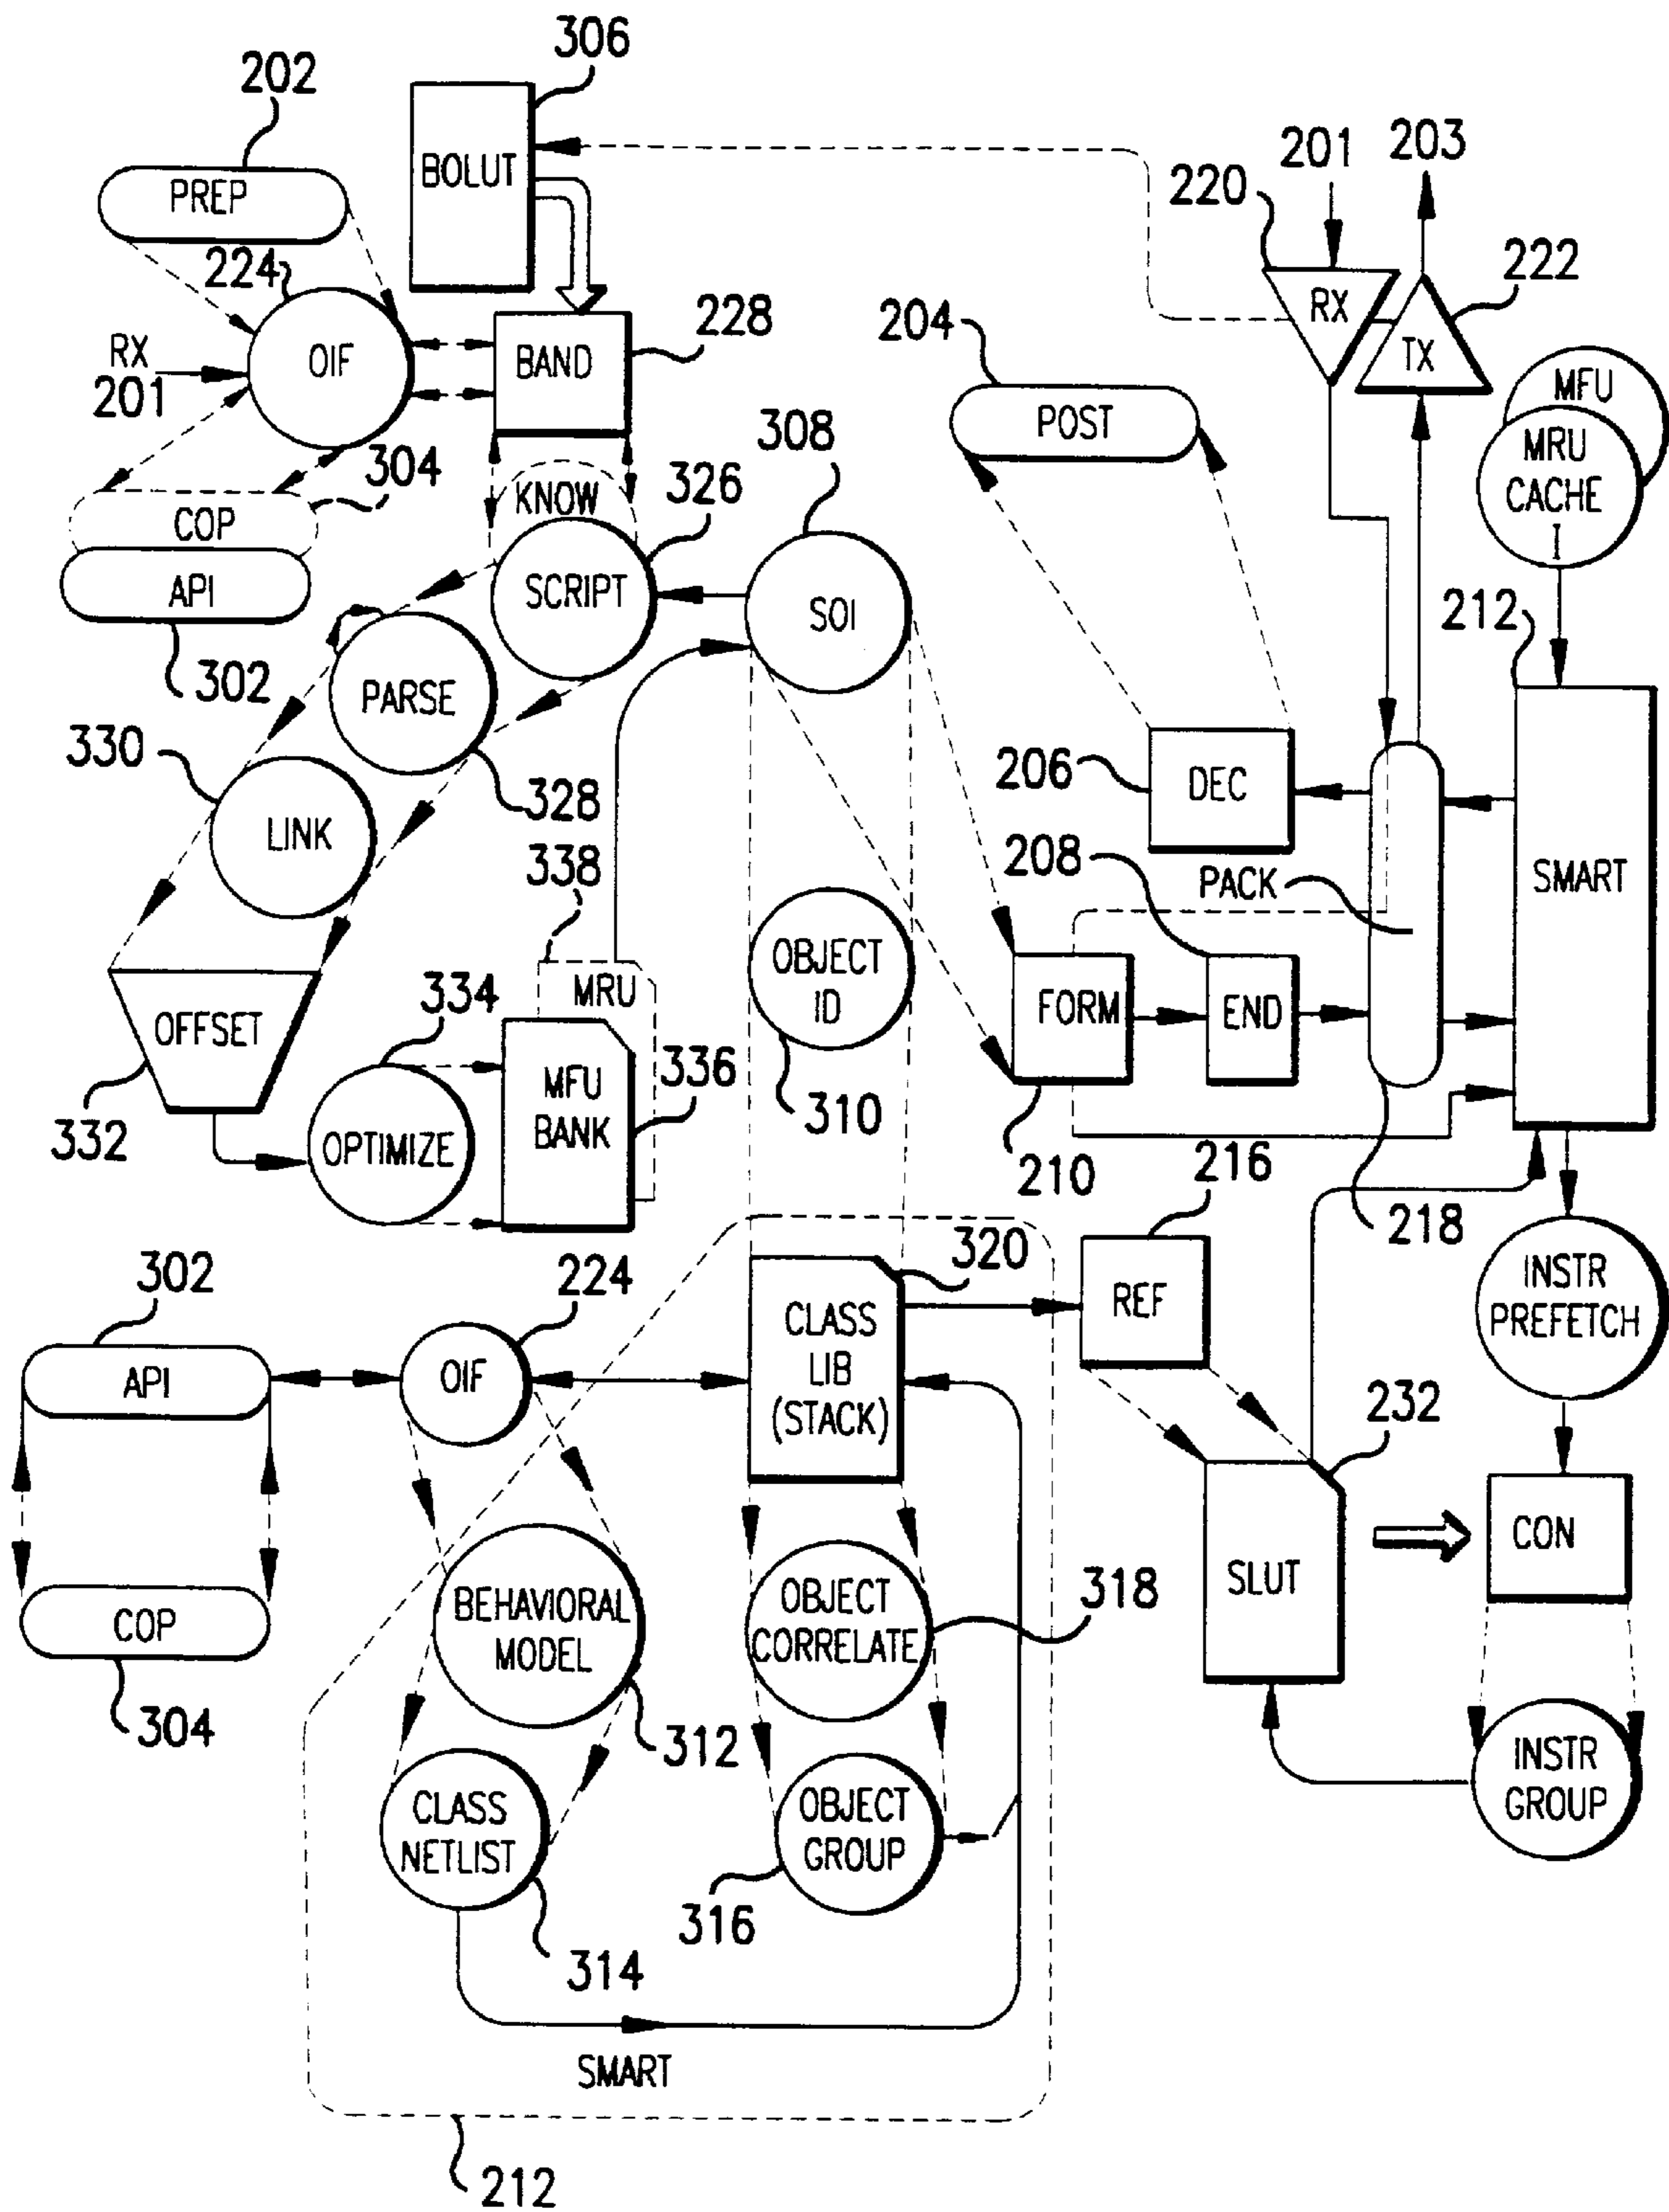 306
202
BOLUT
201
203
220
PREP
224
RX
222
204
228
OIF
BAND
TX
RX
201
MFU
308
POST
MRU
CACHE
I
304
KNOW
326
COP
SCRIPT
SOI
API
212
302
PARSE
330
206
DEC
328
LINK
338
208
PACK
SMART
OBJECT
ID
334
MRU
FORM
END
OFFSET
MFU
BANK
336
310
332
OPTIMIZE
210
216
218
302
224
320
REF
INSTR
PREFETCH
CLASS
LIB
(STACK)
API
OIF
232
CON
SLUT
BEHAVIORAL
MODEL
OBJECT
CORRELATE
318
COP
304
312
INSTR
GROUP
CLASS
NETLIST
OBJECT
GROUP
316
314
SMART
212